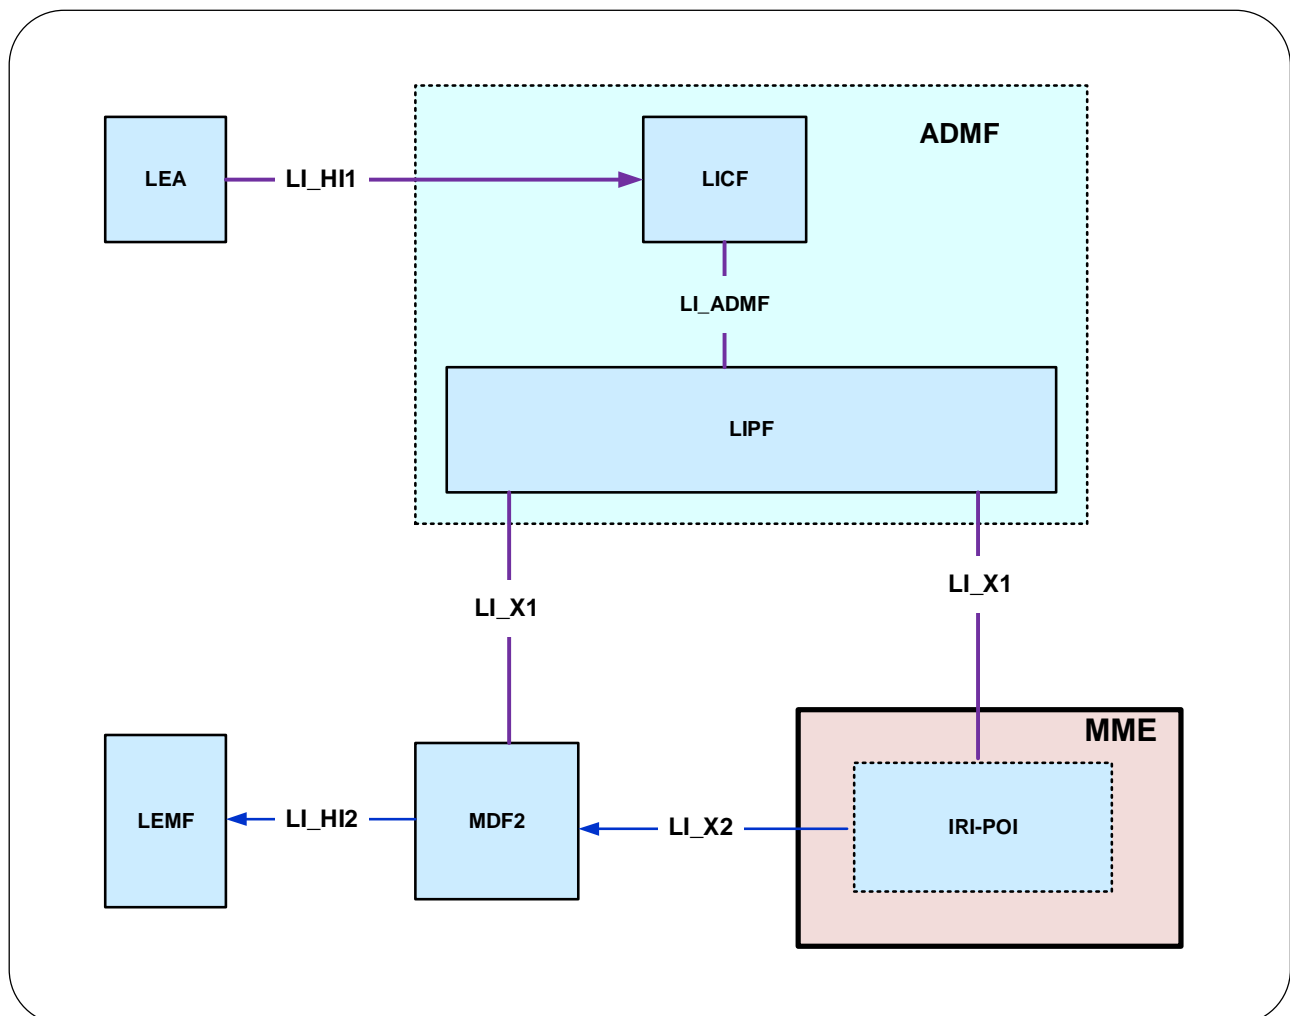 ADMF
LEA
LI_HI1
LICF
LI_ADMF
LIPF
LI_X1
LI_X1
MME
LEMF
LI_HI2
MDF2
LI_X2
IRI-POI